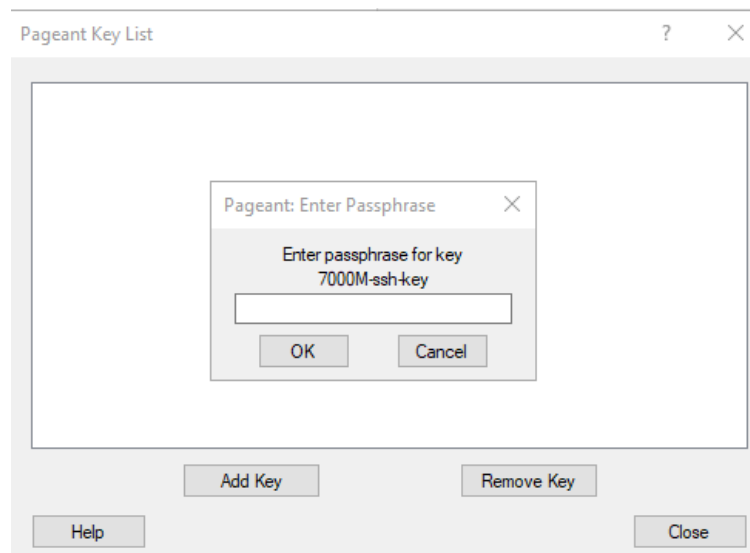 Pageant Key List
?
Pageant: Enter Passphrase
Enter passphrase for key
7000M-ssh-key
OK Cancel
Add Key Remove Key
Help Close